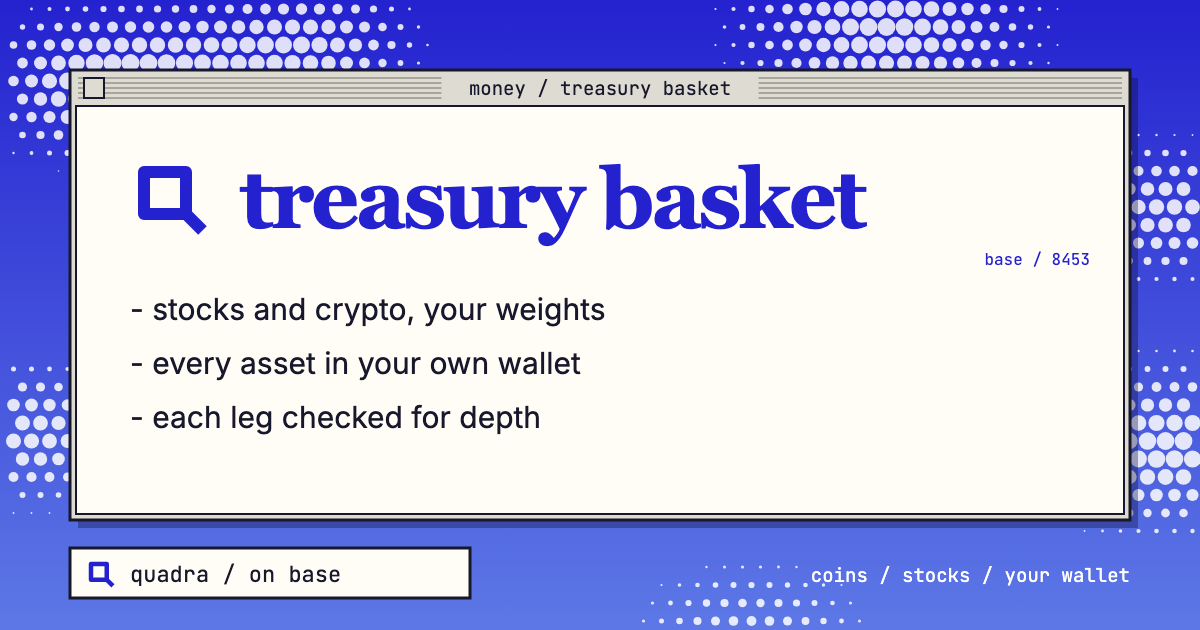 money / treasury basket
treasury basket
base / 8453
- stocks and crypto, your weights
- every asset in your own wallet
- each leg checked for depth
quadra / on base
coins / stocks / your wallet